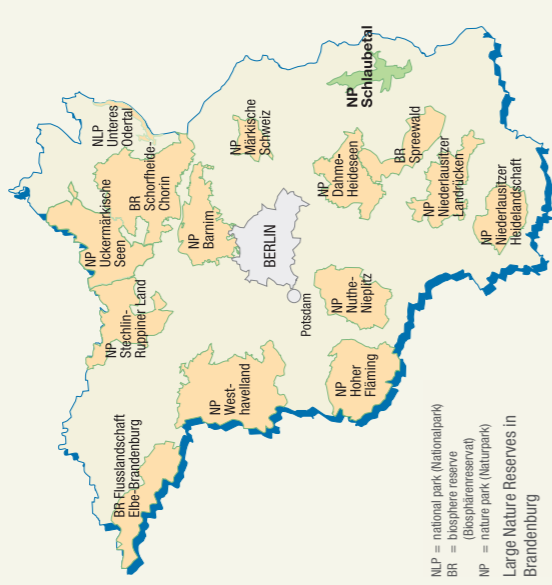 BR Flusslandschaft
Elbe-Brandenburg
NP
Stechlin-
Ruppiner Land
NP
Uckermärkische
Seen
NLP
Unteres
Odertal
BR
Schorfheide-
Chorin
NP
Barnim
NP
West-
havelland
BERLIN
Potsdam
NP
Märkische
Schweiz
NP
Schlaubetal
NP
Dahme-
Heideseen
BR
Spreewald
NP
Nuthe-
Nieplitz
NP
Hoher
Fläming
NP
Niederlausitzer
Landrücken
NP
Niederlausitzer
Heidelandschaft
NLP = national park (Nationalpark)
BR = biosphere reserve
(Biosphärenreservat)
NP = nature park (Naturpark)
Large Nature Reserves in
Brandenburg